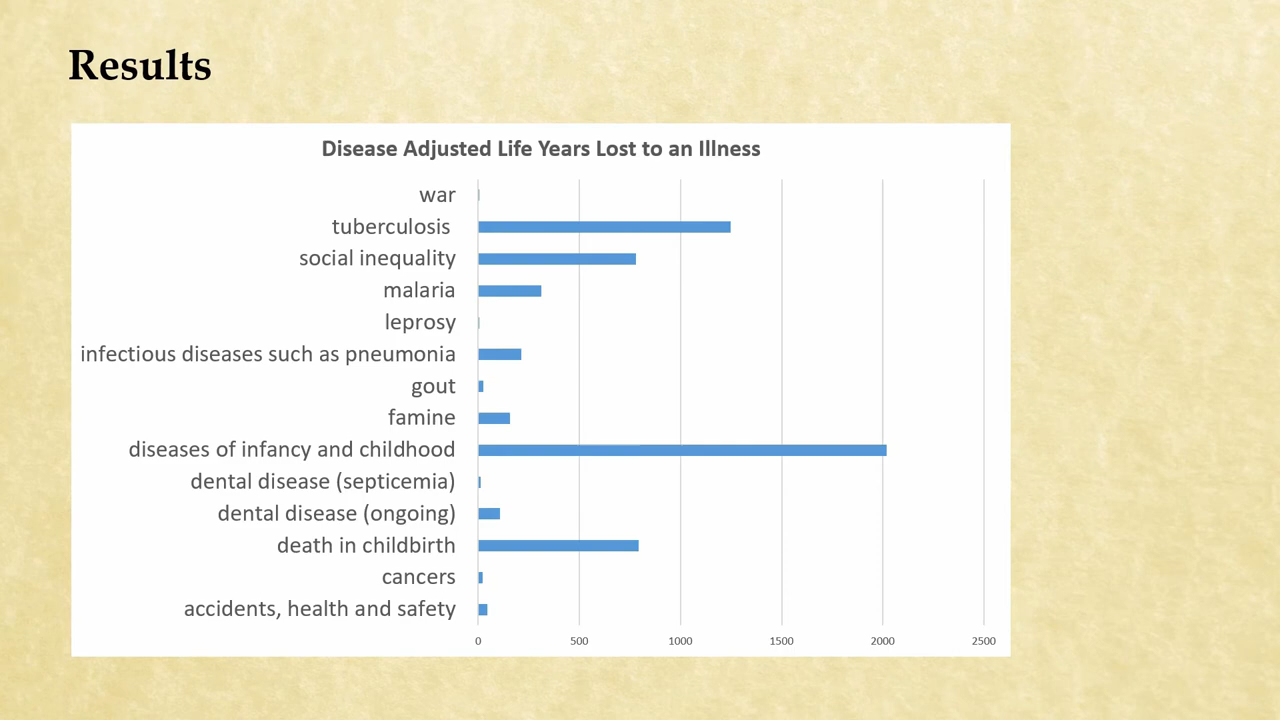 Results
Disease Adjusted Life Years Lost to an Illness
war
tuberculosis
social inequality
malaria
leprosy
infectious diseases such as pneumonia
gout
famine
diseases of infancy and childhood
dental disease (septicemia)
dental disease (ongoing)
death in childbirth
cancers
accidents, health and safety
0 500 1000 1500 2000 2500